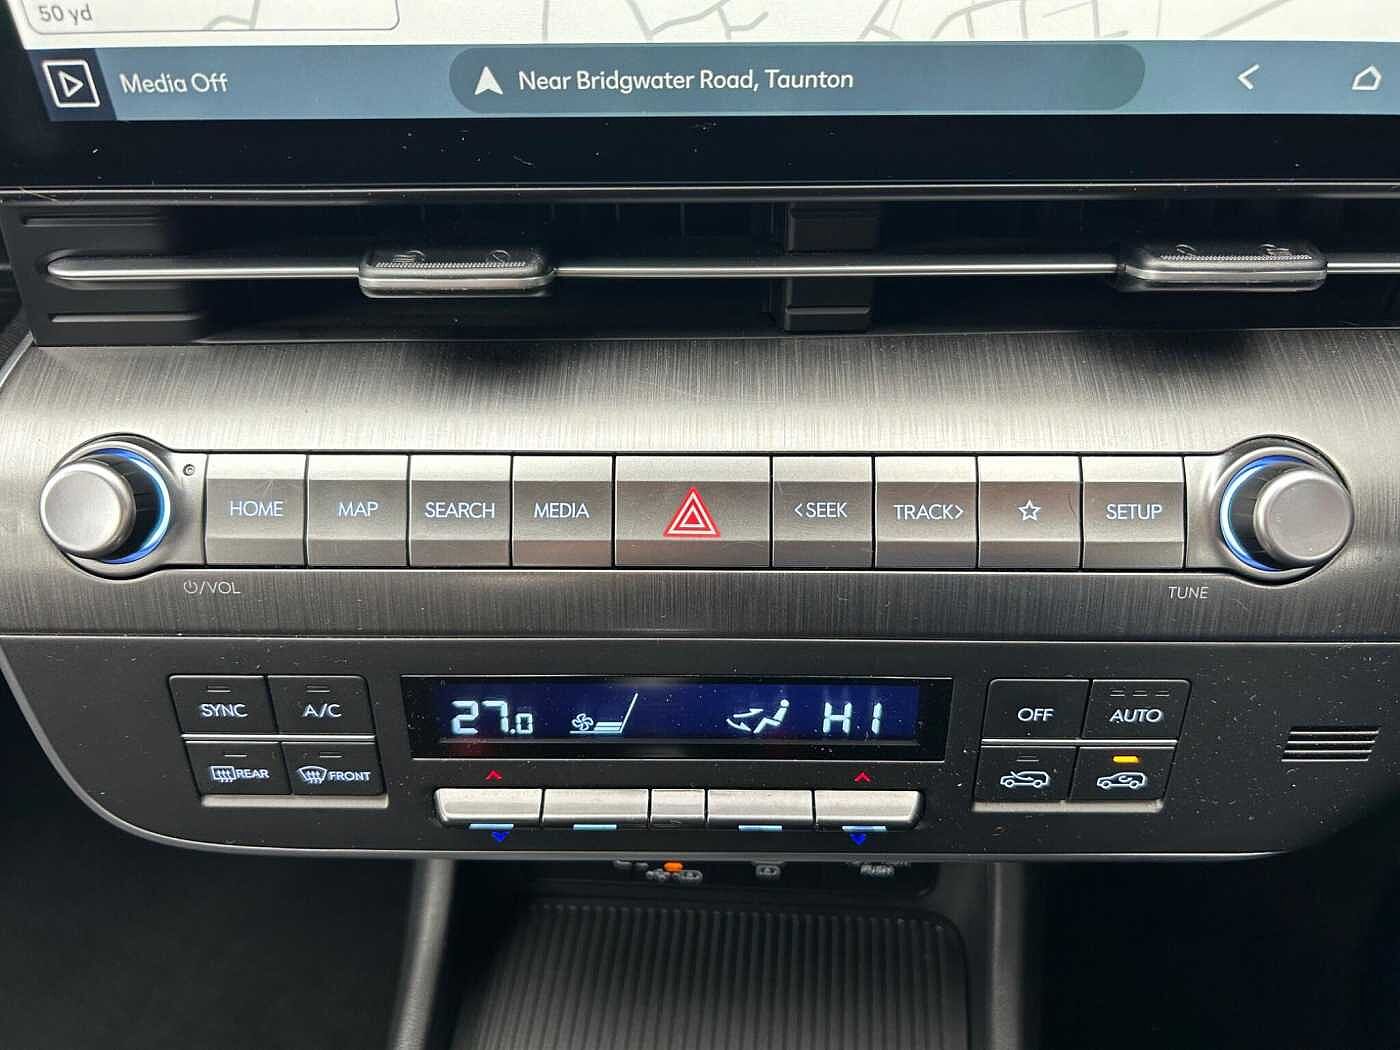 50 yd
Media Off
Near Bridgwater Road, Taunton
HOME
MAP
SEARCH
MEDIA
<SEEK
TRACK>
SETUP
⏻/VOL
TUNE
SYNC
A/C
27.0
HI
OFF
AUTO
REAR
FRONT
PUSH